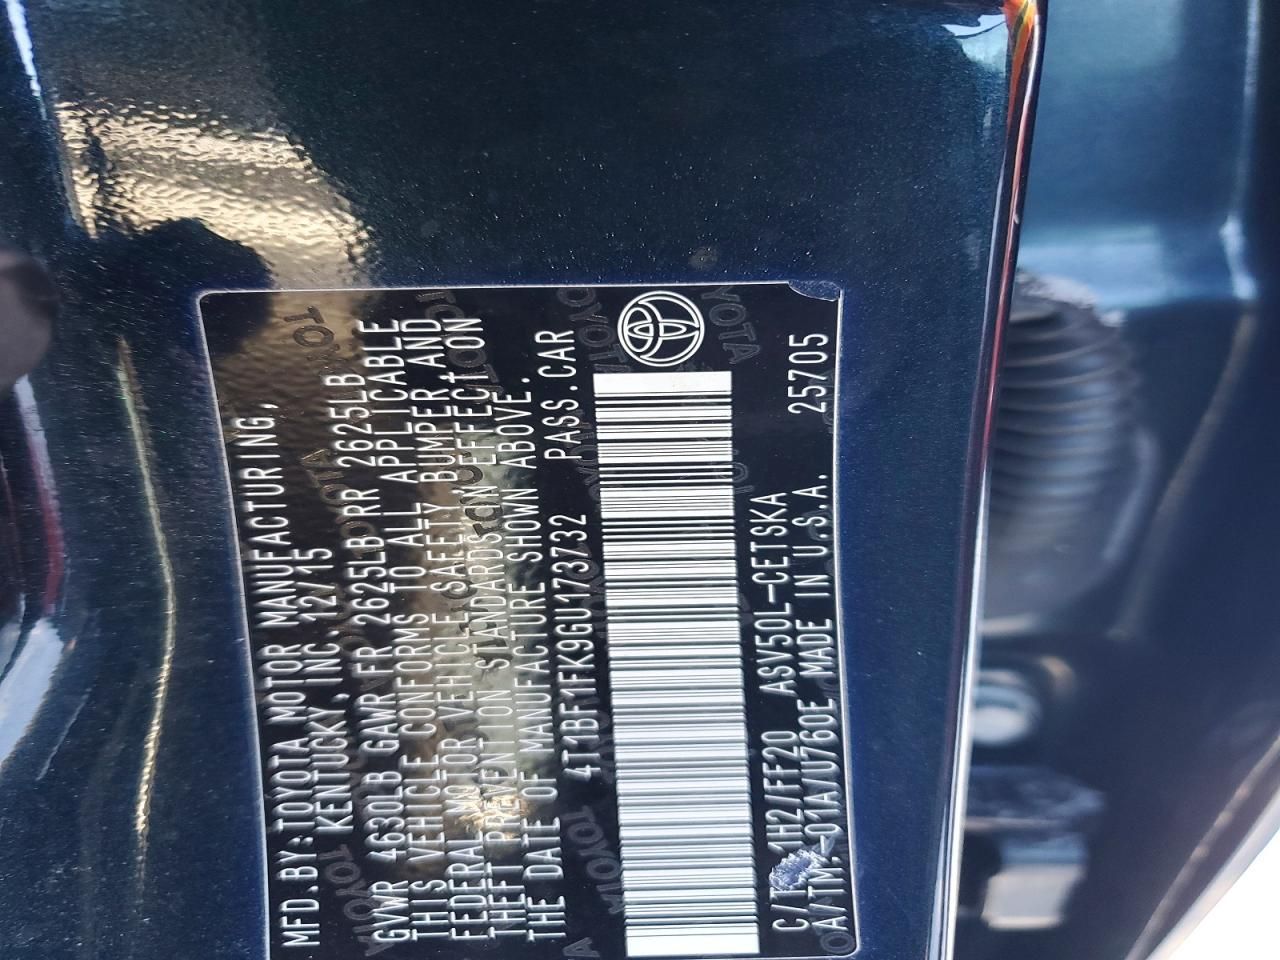 MFD.BY:TOYOTA MOTOR MANUFACTURING,
KENTUCKY, INC. 12/15
GVWR 4630LB GAWR FR 2625LB RR 2625LB
THIS VEHICLE CONFORMS TO ALL APPLICABLE
FEDERAL MOTOR VEHICLE SAFETY, BUMPER, AND
THEFT PREVENTION STANDARDS IN EFFECT ON
THE DATE OF MANUFACTURE SHOWN ABOVE.
4T1BF1FK9GU173732 PASS.CAR
C/T 1H2/FF20 ASV50L-CETSKA 25705
A/TM:-01A/U760E MADE IN U.S.A.